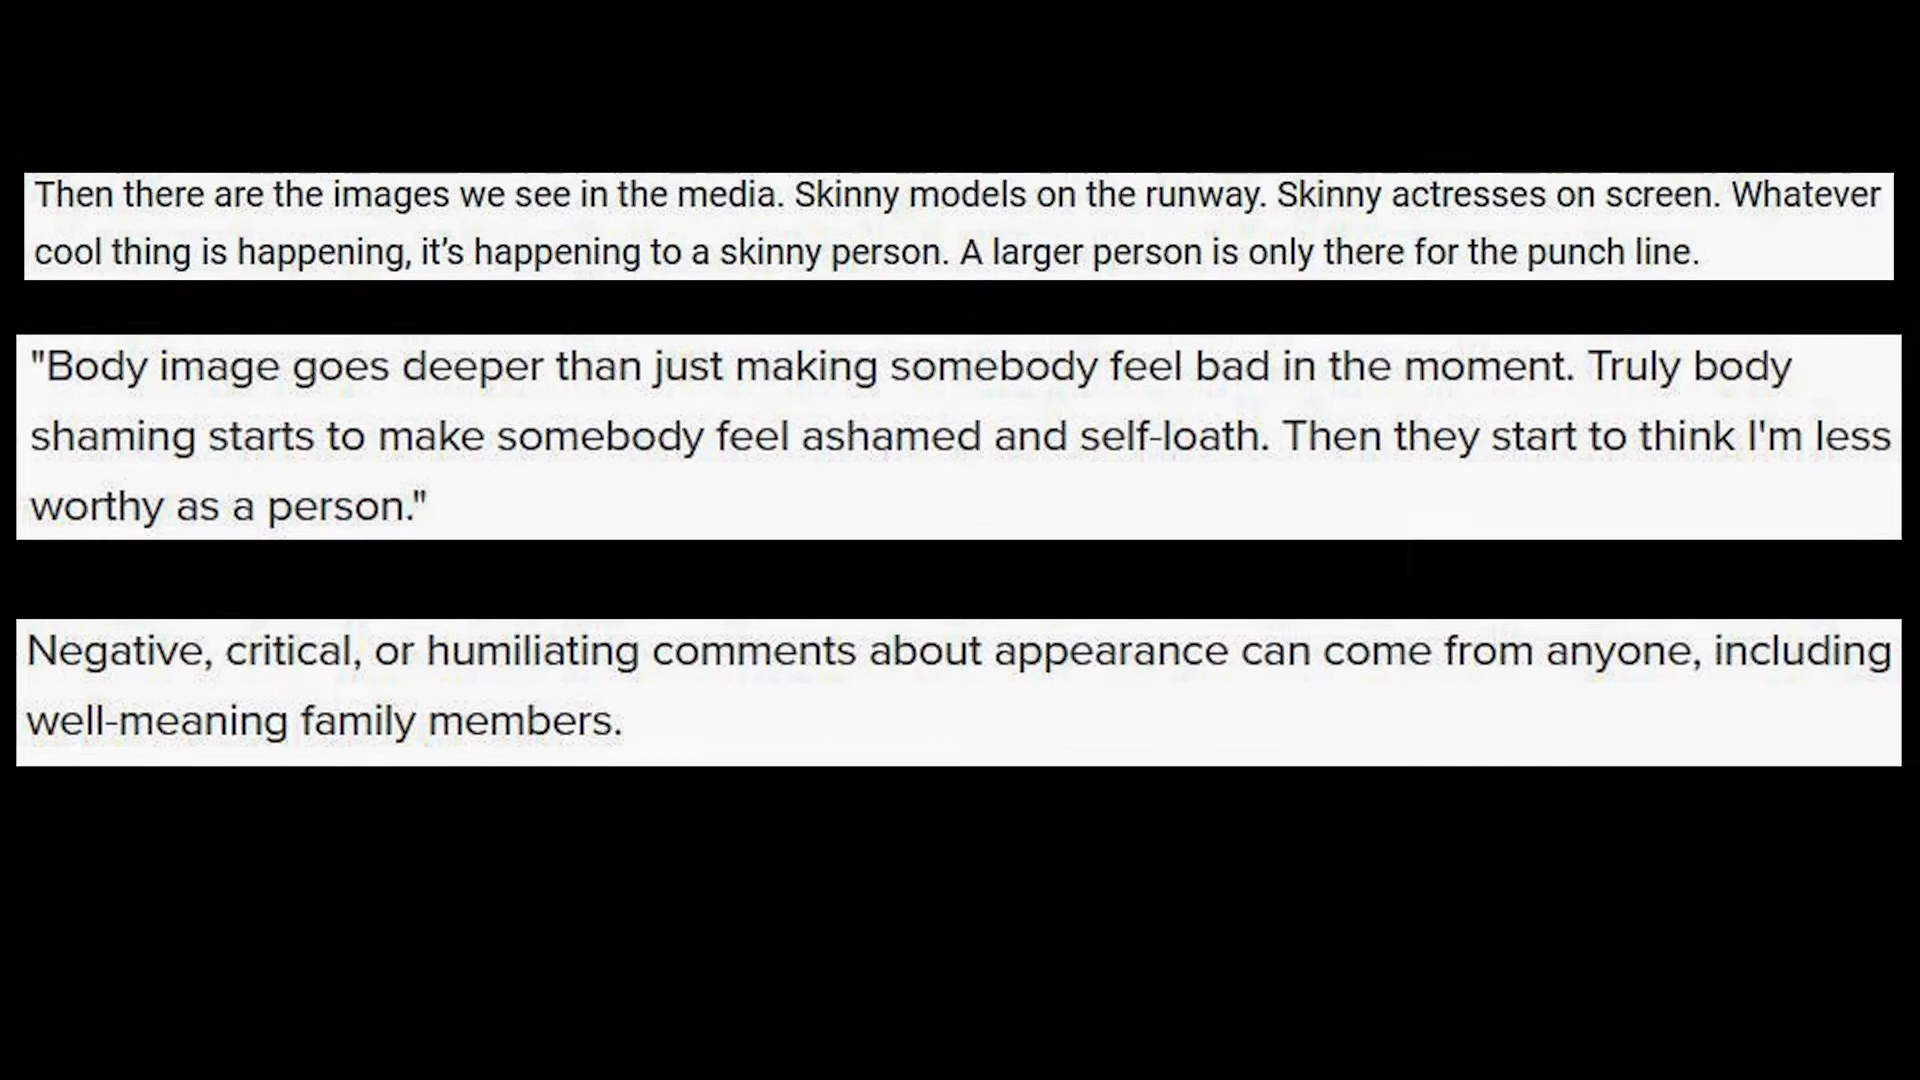 Then there are the images we see in the media. Skinny models on the runway. Skinny actresses on screen. Whatever
cool thing is happening, it’s happening to a skinny person. A larger person is only there for the punch line.
"Body image goes deeper than just making somebody feel bad in the moment. Truly body
shaming starts to make somebody feel ashamed and self-loath. Then they start to think I'm less
worthy as a person."
Negative, critical, or humiliating comments about appearance can come from anyone, including
well-meaning family members.